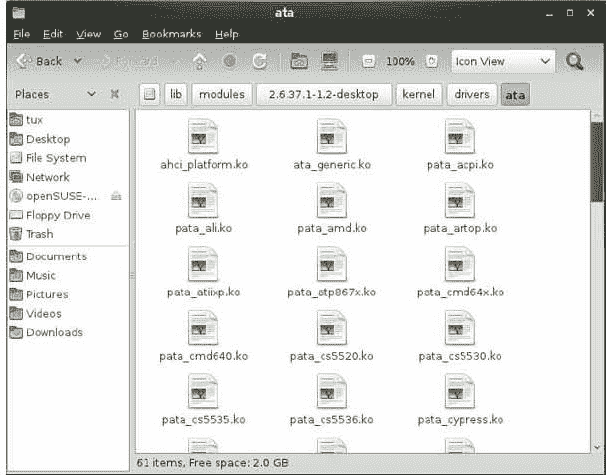 ata
File Edit View Go Bookmarks Help
Back 100% Icon View
Places lib modules 2.6.37.1-1.2-desktop kernel drivers ata
tux
Desktop
File System
Network
openSUSE-...
Floppy Drive
Trash
Documents
Music
Pictures
Videos
Downloads
ahci_platform.ko ata_generic.ko pata_acpi.ko
pata_ali.ko pata_amd.ko pata_artop.ko
pata_atiixp.ko pata_atp867x.ko pata_cmd64x.ko
pata_cmd640.ko pata_cs5520.ko pata_cs5530.ko
pata_cs5535.ko pata_cs5536.ko pata_cypress.ko
61 items, Free space: 2.0 GB